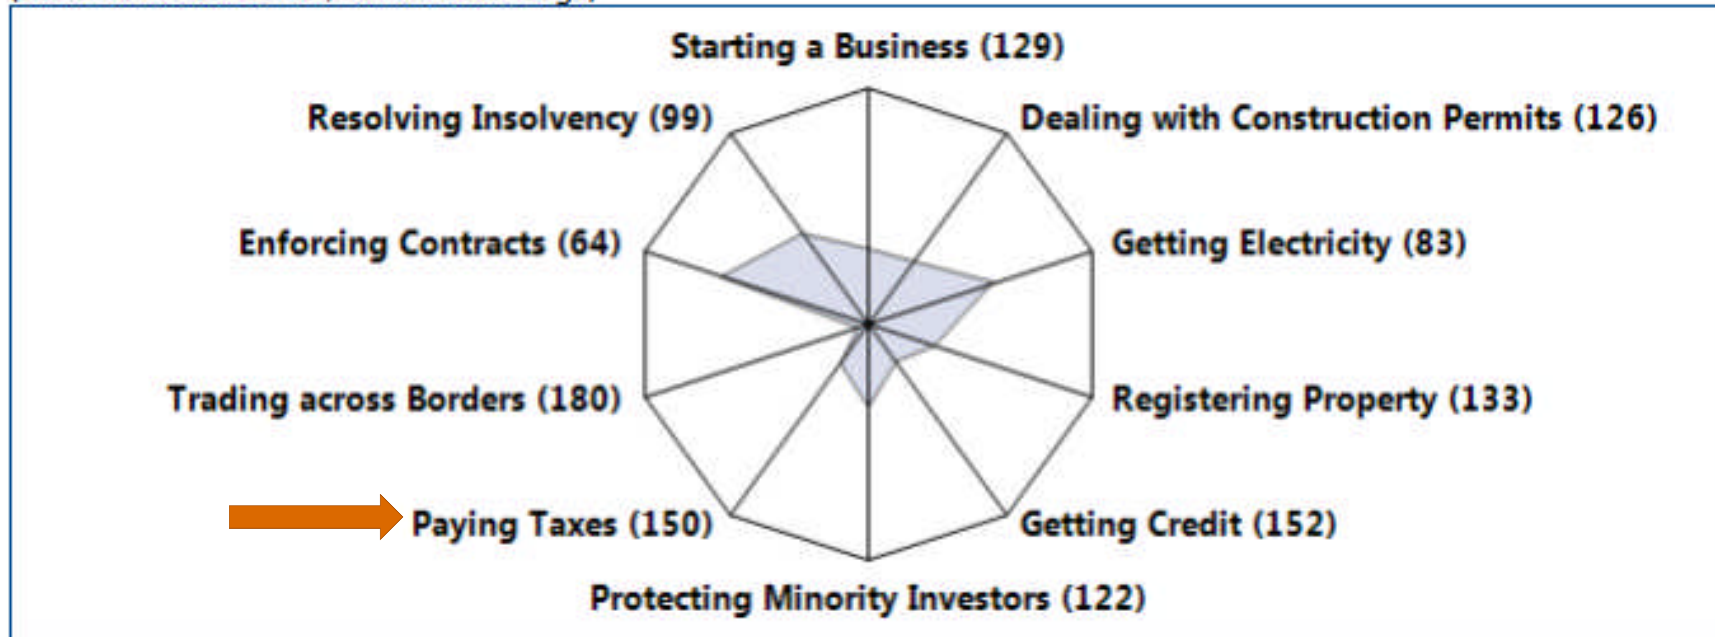 Starting a Business (129)
Resolving Insolvency (99)
Dealing with Construction Permits (126)
Enforcing Contracts (64)
Getting Electricity (83)
Trading across Borders (180)
Registering Property (133)
Paying Taxes (150)
Getting Credit (152)
Protecting Minority Investors (122)